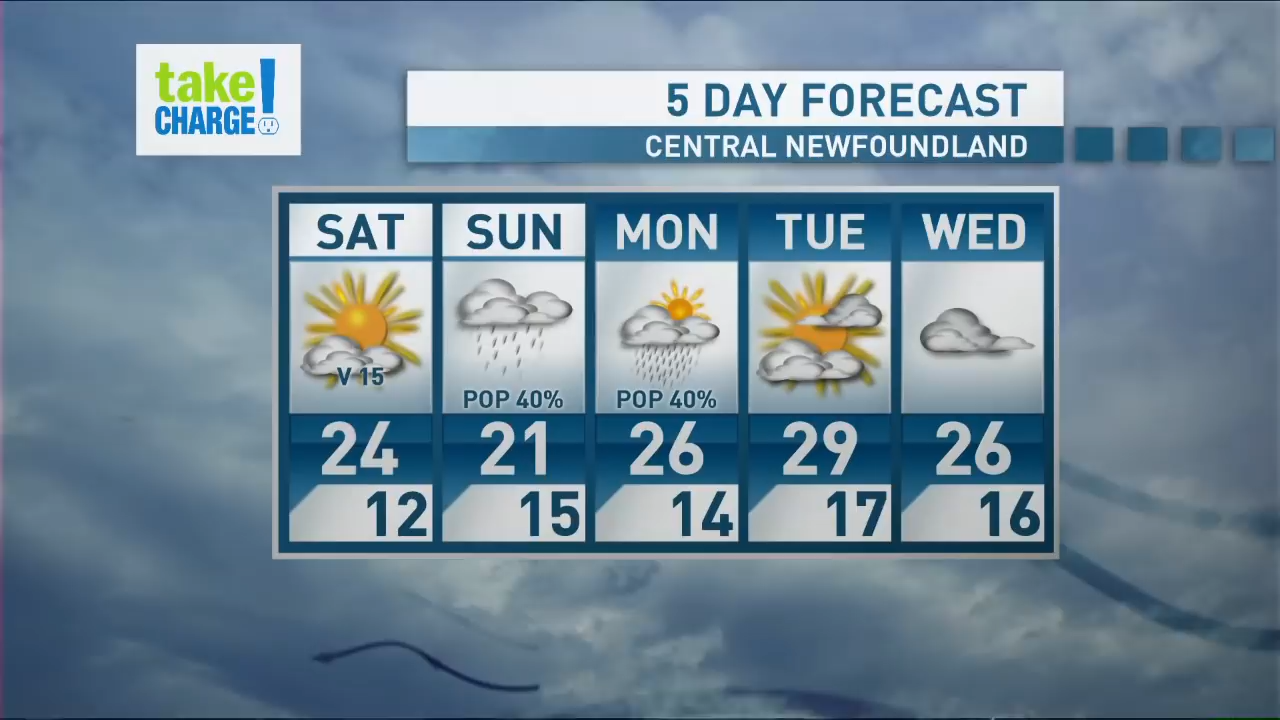 take!
CHARGE
5 DAY FORECAST
CENTRAL NEWFOUNDLAND
SAT SUN MON TUE WED
V 15
POP 40% POP 40%
24 21 26 29 26
12 15 14 17 16